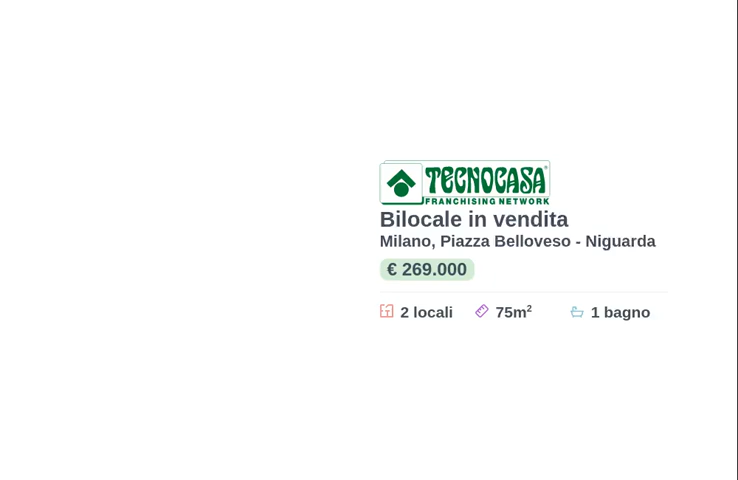 TECNOCASA
FRANCHISING NETWORK
Bilocale in vendita
Milano, Piazza Belloveso - Niguarda
€ 269.000
2 locali 75m² 1 bagno